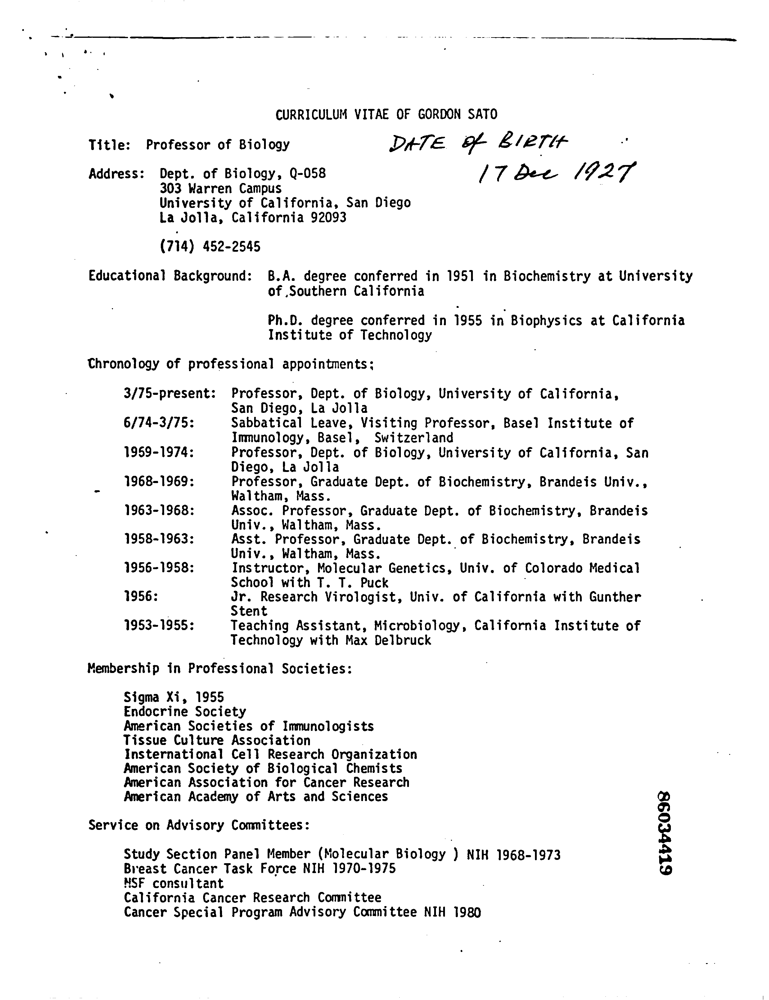 CURRICULUM VITAE OF GORDON SATO
Title: Professor of Biology
DATE of BIRTH
17 Dec 1927
Address: Dept. of Biology, Q-058
303 Warren Campus
University of California, San Diego
La Jolla, California 92093
(714) 452-2545
Educational Background: B.A. degree conferred in 1951 in Biochemistry at University
of Southern California
Ph.D. degree conferred in 1955 in Biophysics at California
Institute of Technology
Chronology of professional appointments;
3/75-present: Professor, Dept. of Biology, University of California,
San Diego, La Jolla
6/74-3/75: Sabbatical Leave, Visiting Professor, Basel Institute of
Immunology, Basel, Switzerland
1959-1974: Professor, Dept. of Biology, University of California, San
Diego, La Jolla
1968-1969: Professor, Graduate Dept. of Biochemistry, Brandeis Univ.,
Waltham, Mass.
1963-1968: Assoc. Professor, Graduate Dept. of Biochemistry, Brandeis
Univ., Waltham, Mass.
1958-1963: Asst. Professor, Graduate Dept. of Biochemistry, Brandeis
Univ., Waltham, Mass.
1956-1958: Instructor, Molecular Genetics, Univ. of Colorado Medical
School with T. T. Puck
1956: Jr. Research Virologist, Univ. of California with Gunther
Stent
1953-1955: Teaching Assistant, Microbiology, California Institute of
Technology with Max Delbruck
Membership in Professional Societies:
Sigma Xi, 1955
Endocrine Society
American Societies of Immunologists
Tissue Culture Association
Insternational Cell Research Organization
American Society of Biological Chemists
American Association for Cancer Research
American Academy of Arts and Sciences
Service on Advisory Committees:
Study Section Panel Member (Molecular Biology ) NIH 1968-1973
Breast Cancer Task Force NIH 1970-1975
NSF consultant
California Cancer Research Committee
Cancer Special Program Advisory Committee NIH 1980
86034419